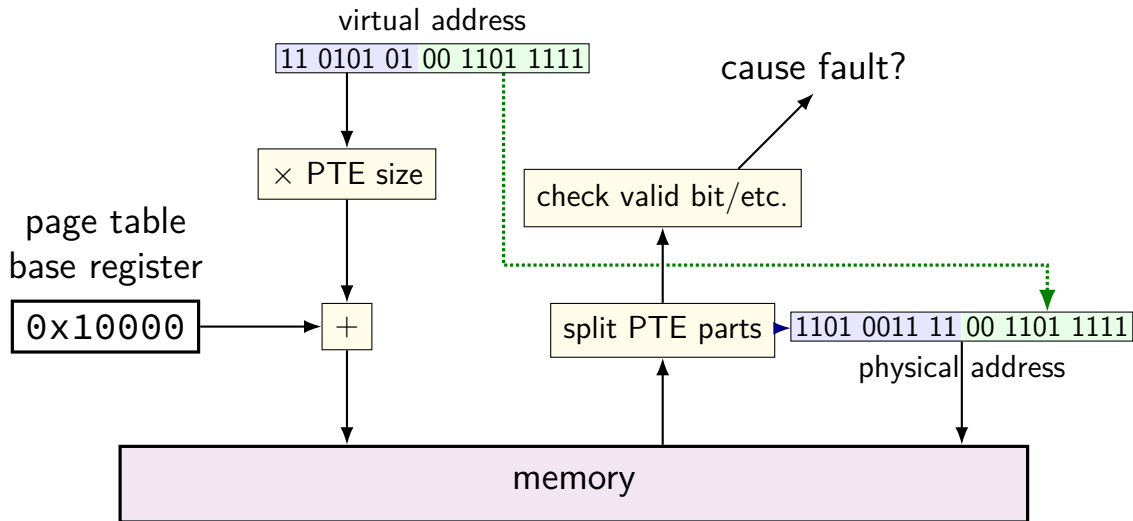 virtual address
11 0101 01 00 1101 1111
cause fault?
× PTE size
check valid bit/etc.
page table
base register
0x10000
+
split PTE parts
1101 0011 11 00 1101 1111
physical address
memory